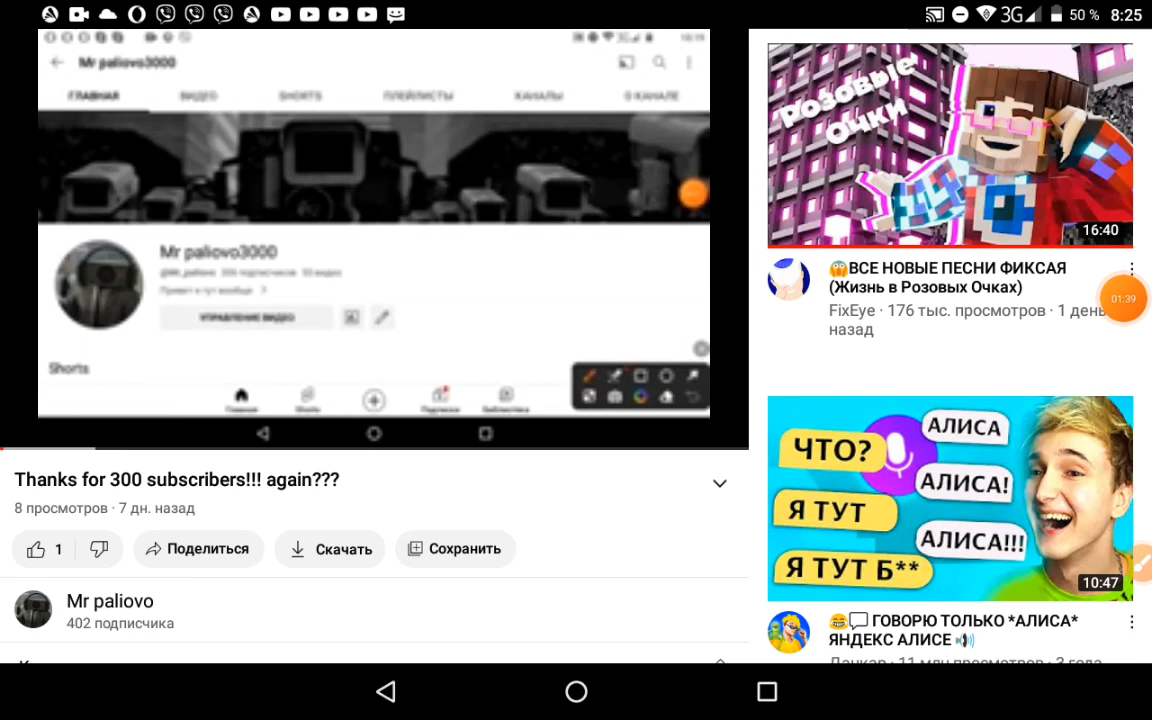 3G 50 % 8:25
Mr paliovo3000
ГЛАВНАЯ ВИДЕО SHORTS ПЛЕЙЛИСТЫ КАНАЛЫ О КАНАЛЕ
Mr paliovo3000
УПРАВЛЕНИЕ ВИДЕО
Shorts
Thanks for 300 subscribers!!! again???
8 просмотров · 7 дн. назад
1 Поделиться Скачать Сохранить
Mr paliovo
402 подписчика
Розовые
Очки
16:40
ВСЕ НОВЫЕ ПЕСНИ ФИКСАЯ
(Жизнь в Розовых Очках)
FixEye · 176 тыс. просмотров · 1 день
назад
01:39
ЧТО?
АЛИСА
АЛИСА!
Я ТУТ
АЛИСА!!!
Я ТУТ Б**
10:47
ГОВОРЮ ТОЛЬКО *АЛИСА*
ЯНДЕКС АЛИСЕ